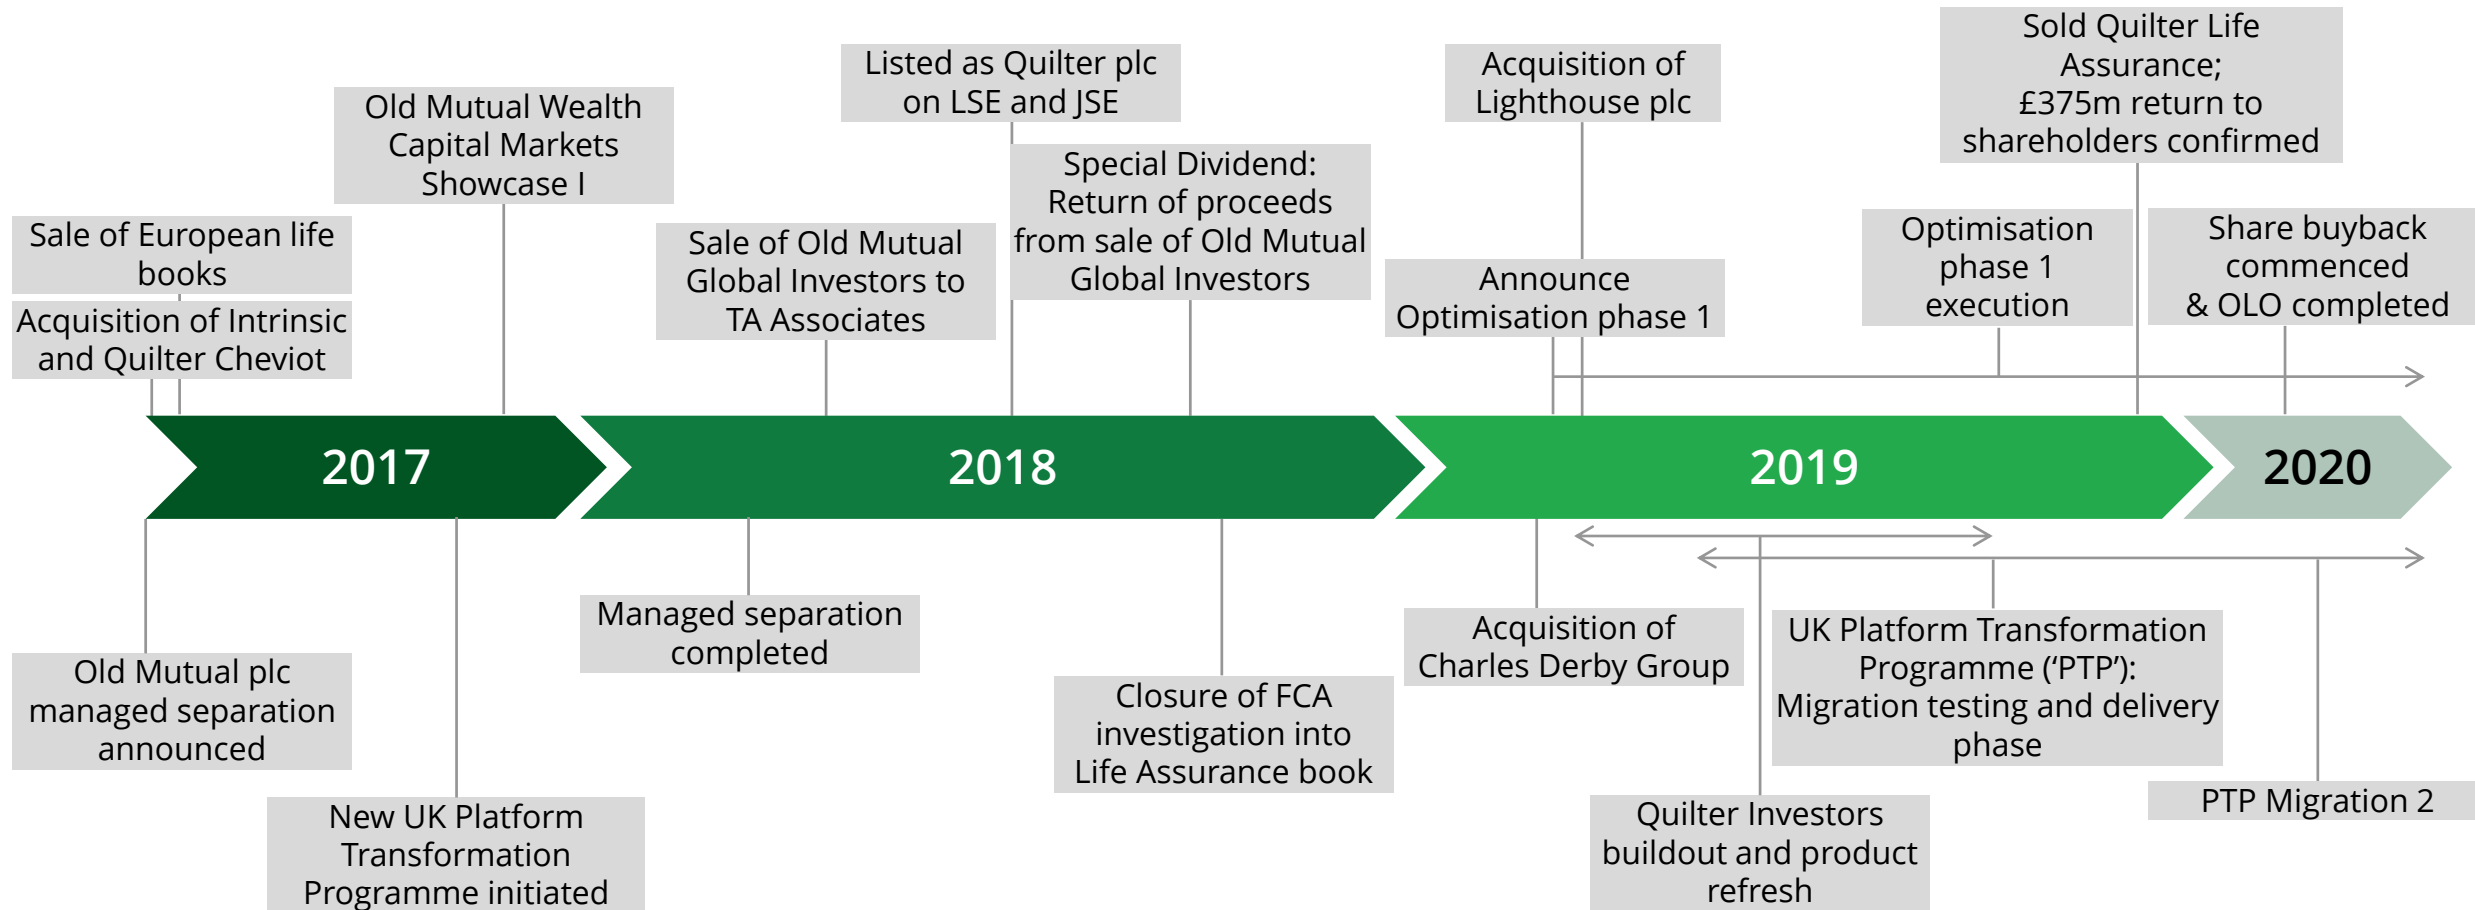 Sold Quilter Life
Assurance;
£375m return to
shareholders confirmed
Listed as Quilter plc
on LSE and JSE
Acquisition of
Lighthouse plc
Old Mutual Wealth
Capital Markets
Showcase I
Special Dividend:
Return of proceeds
from sale of Old Mutual
Global Investors
Sale of European life
books
Sale of Old Mutual
Global Investors to
TA Associates
Optimisation
phase 1
execution
Share buyback
commenced
& OLO completed
Announce
Optimisation phase 1
Acquisition of Intrinsic
and Quilter Cheviot
2017
2018
2019
2020
Managed separation
completed
Acquisition of
Charles Derby Group
UK Platform Transformation
Programme (‘PTP’):
Migration testing and delivery
phase
Old Mutual plc
managed separation
announced
Closure of FCA
investigation into
Life Assurance book
PTP Migration 2
New UK Platform
Transformation
Programme initiated
Quilter Investors
buildout and product
refresh